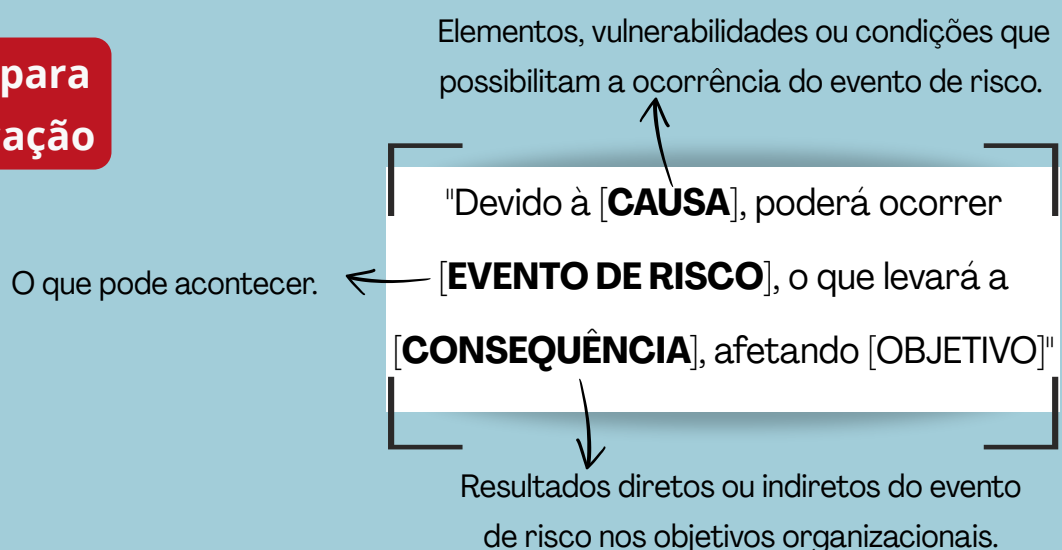 para
ação
Elementos, vulnerabilidades ou condições que
possibilitam a ocorrência do evento de risco.
"Devido à [CAUSA], poderá ocorrer
[EVENTO DE RISCO], o que levará a
[CONSEQUÊNCIA], afetando [OBJETIVO]"
O que pode acontecer.
Resultados diretos ou indiretos do evento
de risco nos objetivos organizacionais.